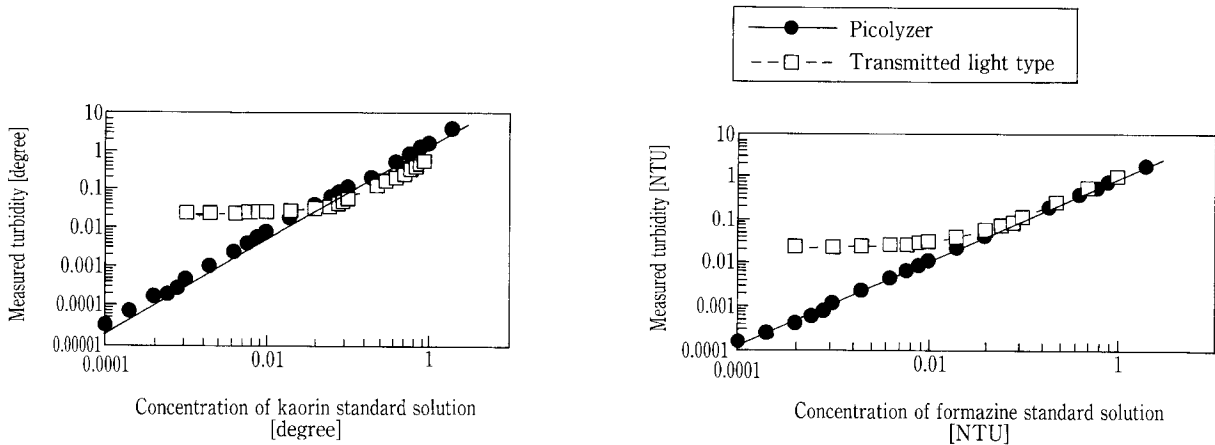 Picolyzer
Transmitted light type
Measured turbidity [degree]
10
1
0.1
0.01
0.001
0.0001
0.00001
0.0001
0.01
1
Concentration of kaorin standard solution
[degree]
Measured turbidity [NTU]
10
1
0.1
0.01
0.001
0.0001
0.0001
0.01
1
Concentration of formazine standard solution
[NTU]